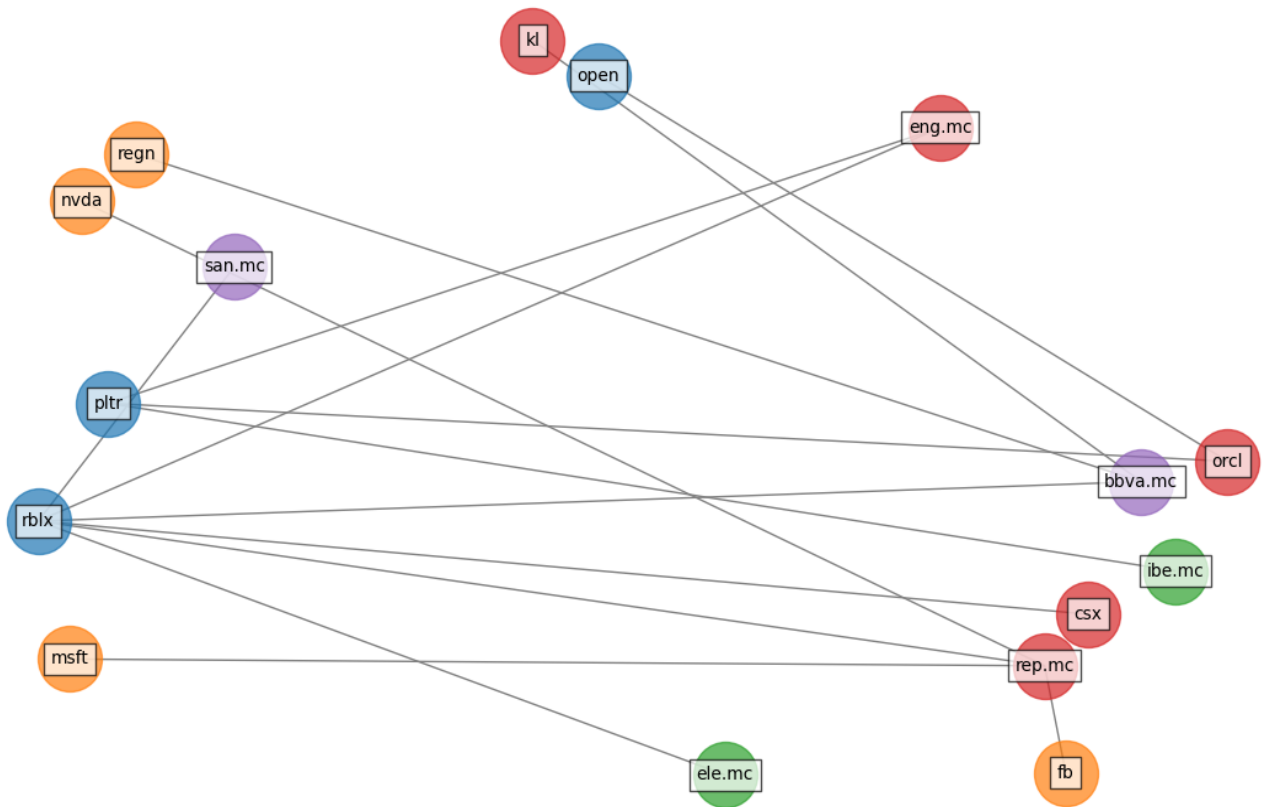 kl
open
eng.mc
regn
nvda
san.mc
pltr
orcl
bbva.mc
rblx
ibe.mc
csx
msft
rep.mc
ele.mc
fb